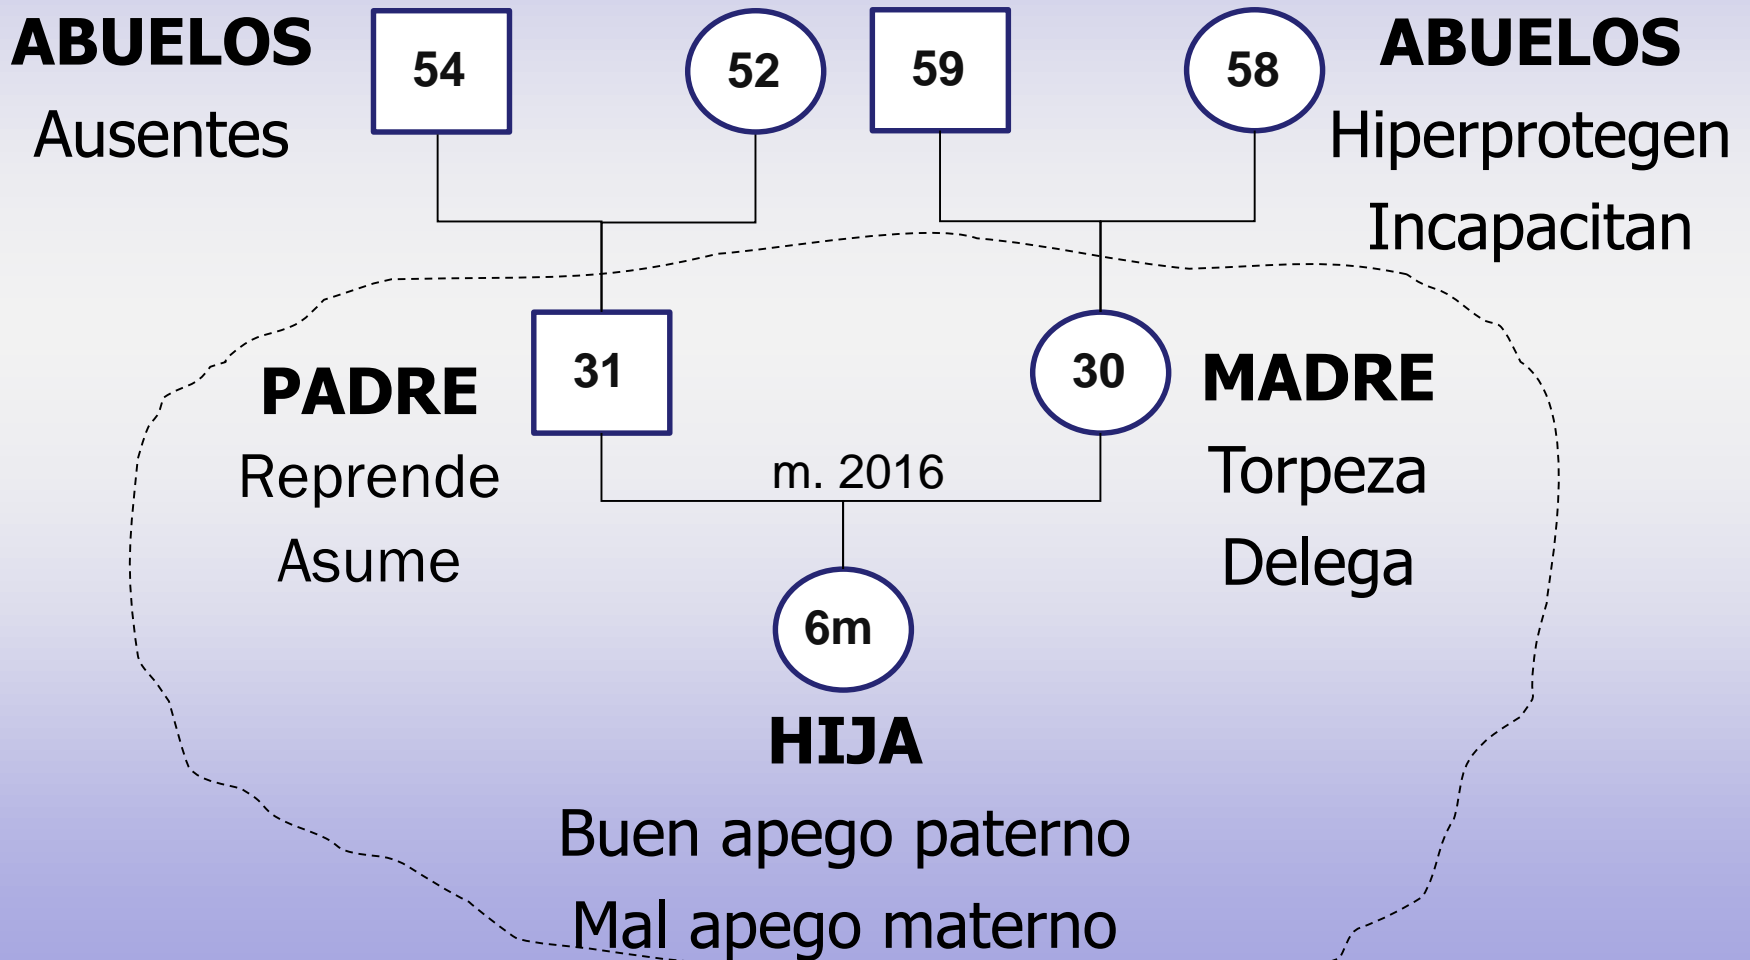 ABUELOS
Ausentes
54
52
59
58
ABUELOS
Hiperprotegen
Incapacitan
PADRE
Reprende
Asume
31
m. 2016
30
MADRE
Torpeza
Delega
6m
HIJA
Buen apego paterno
Mal apego materno